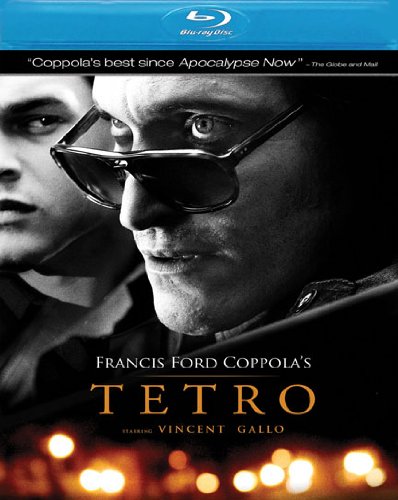 Blu-ray Disc
"Coppola's best since Apocalypse Now" – The Globe and Mail
FRANCIS FORD COPPOLA'S
TETRO
STARRING VINCENT GALLO